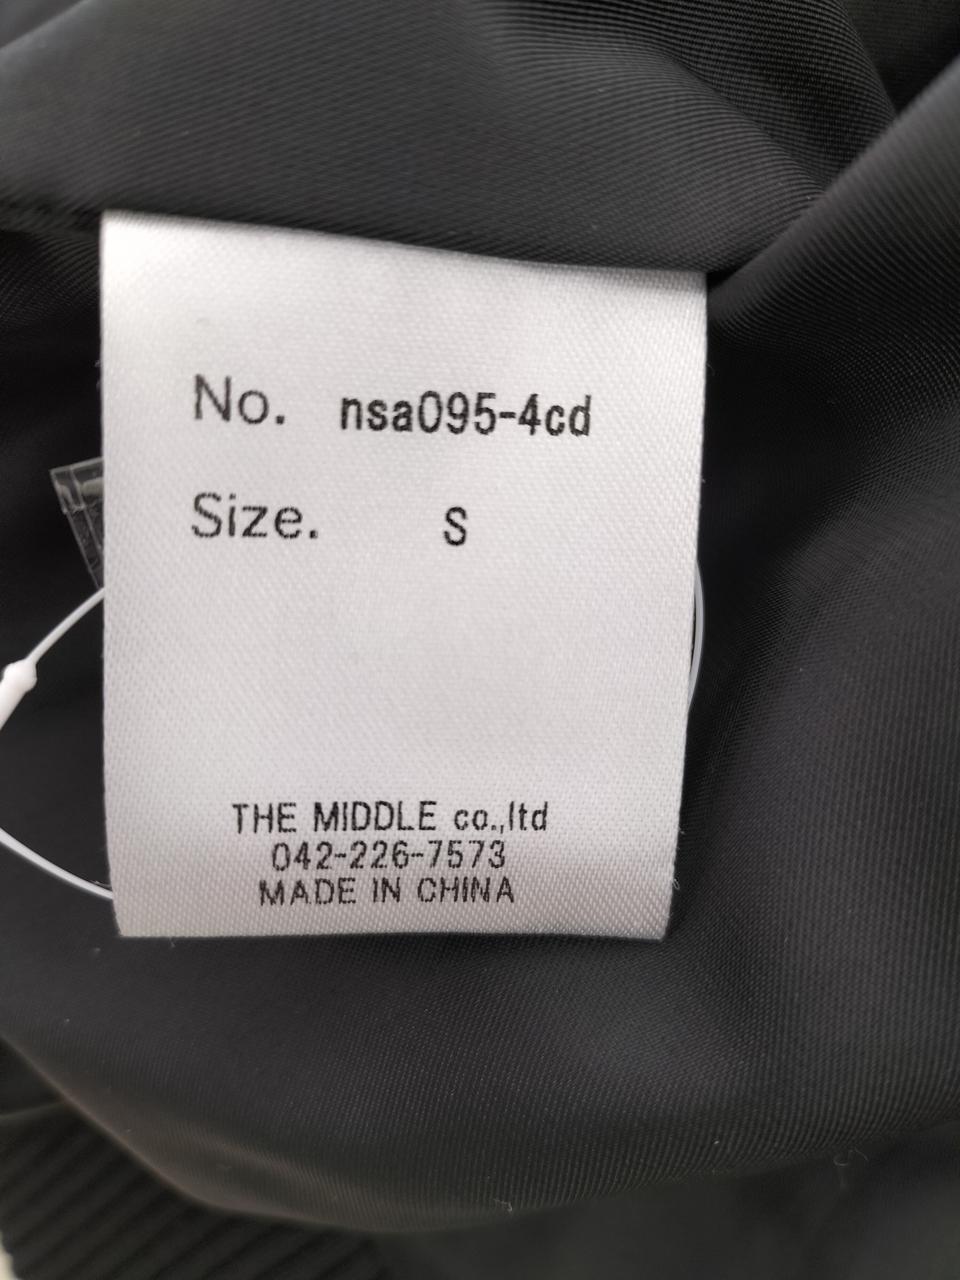 No. nsa095-4cd
Size. S
THE MIDDLE co.,ltd
042-226-7573
MADE IN CHINA